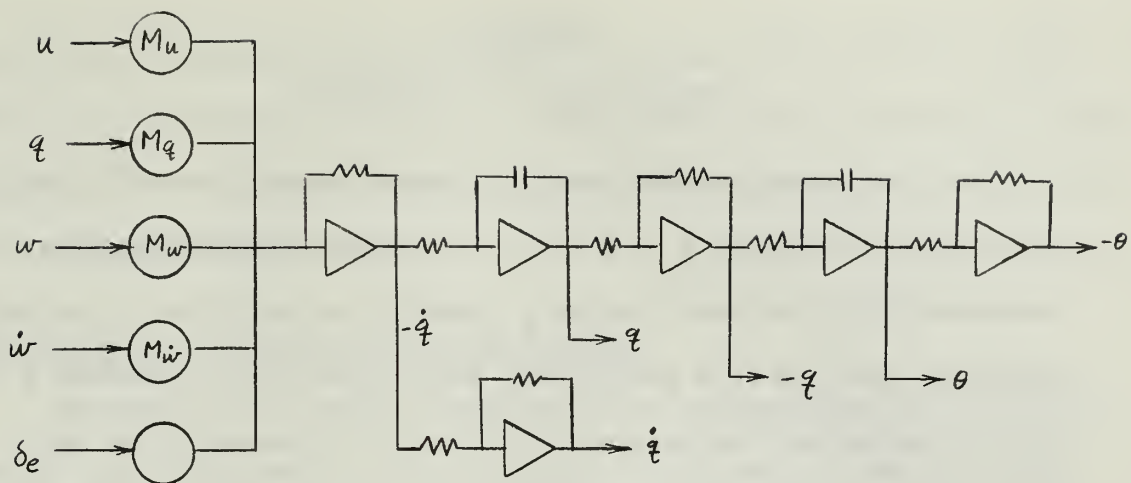 u
M_u
q
M_q
w
M_w
ẇ
M_ẇ
δ_e
-q̇
q̇
q
-q
θ
-θ